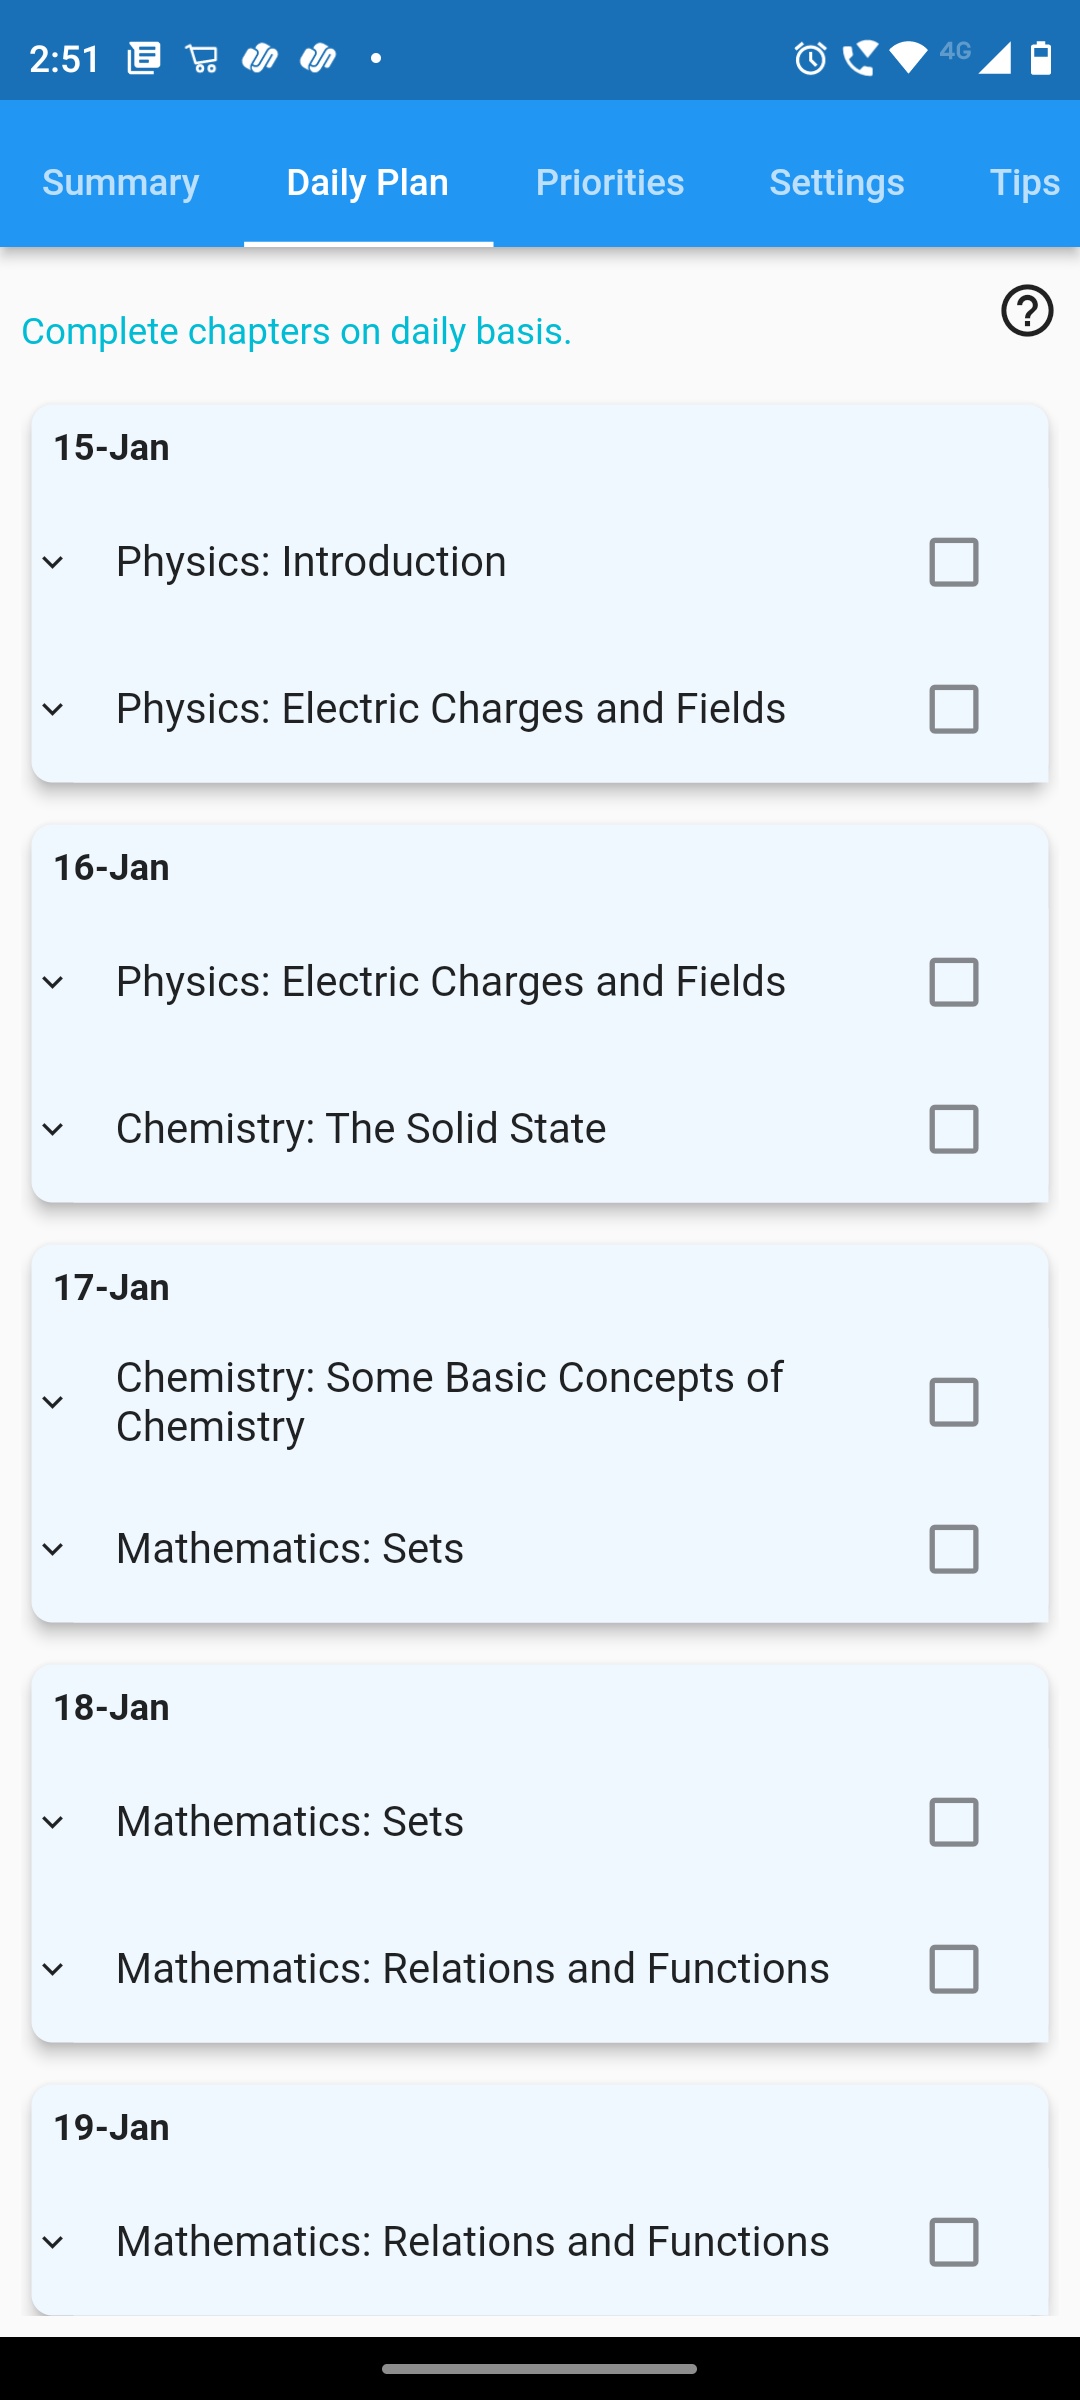 2:51
4G
Summary
Daily Plan
Priorities
Settings
Tips
Complete chapters on daily basis.
15-Jan
Physics: Introduction
Physics: Electric Charges and Fields
16-Jan
Physics: Electric Charges and Fields
Chemistry: The Solid State
17-Jan
Chemistry: Some Basic Concepts of
Chemistry
Mathematics: Sets
18-Jan
Mathematics: Sets
Mathematics: Relations and Functions
19-Jan
Mathematics: Relations and Functions